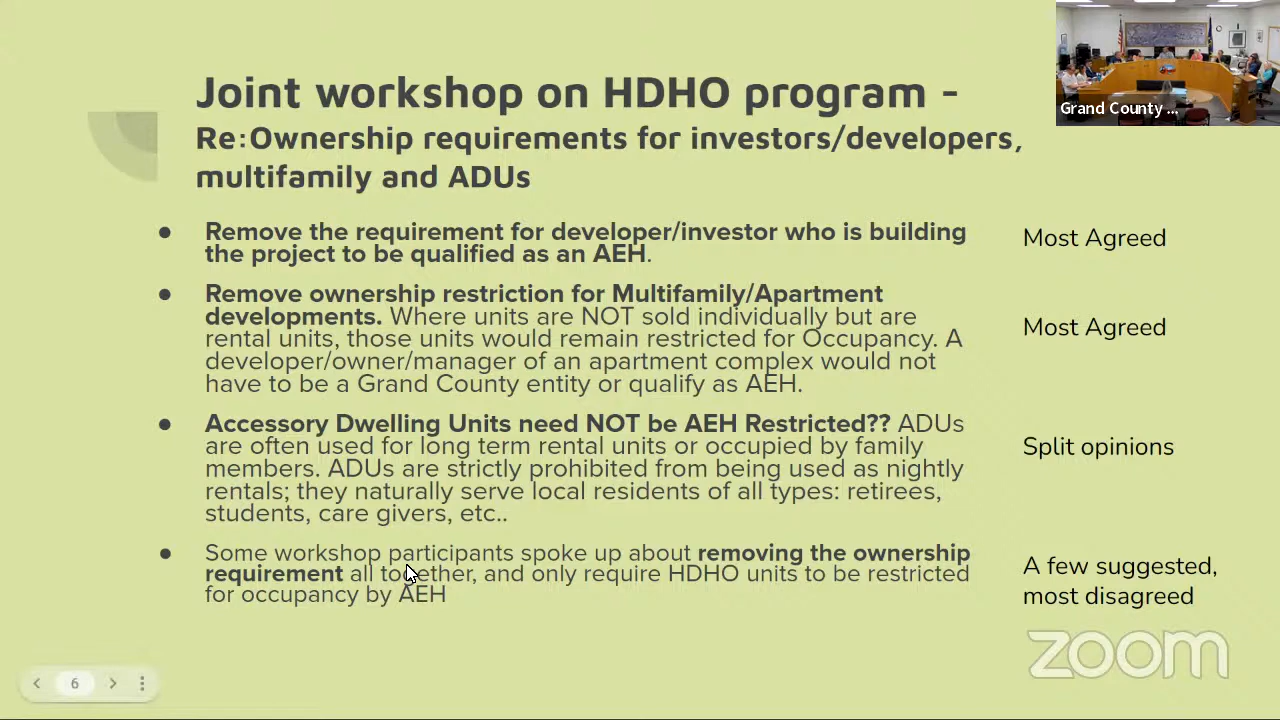 Joint workshop on HDHO program -
Re:Ownership requirements for investors/developers,
multifamily and ADUs
Grand County ...
● Remove the requirement for developer/investor who is building
the project to be qualified as an AEH.
Most Agreed
● Remove ownership restriction for Multifamily/Apartment
developments. Where units are NOT sold individually but are
rental units, those units would remain restricted for Occupancy. A
developer/owner/manager of an apartment complex would not
have to be a Grand County entity or qualify as AEH.
Most Agreed
● Accessory Dwelling Units need NOT be AEH Restricted?? ADUs
are often used for long term rental units or occupied by family
members. ADUs are strictly prohibited from being used as nightly
rentals; they naturally serve local residents of all types: retirees,
students, care givers, etc..
Split opinions
● Some workshop participants spoke up about removing the ownership
requirement all together, and only require HDHO units to be restricted
for occupancy by AEH
A few suggested,
most disagreed
6
zoom